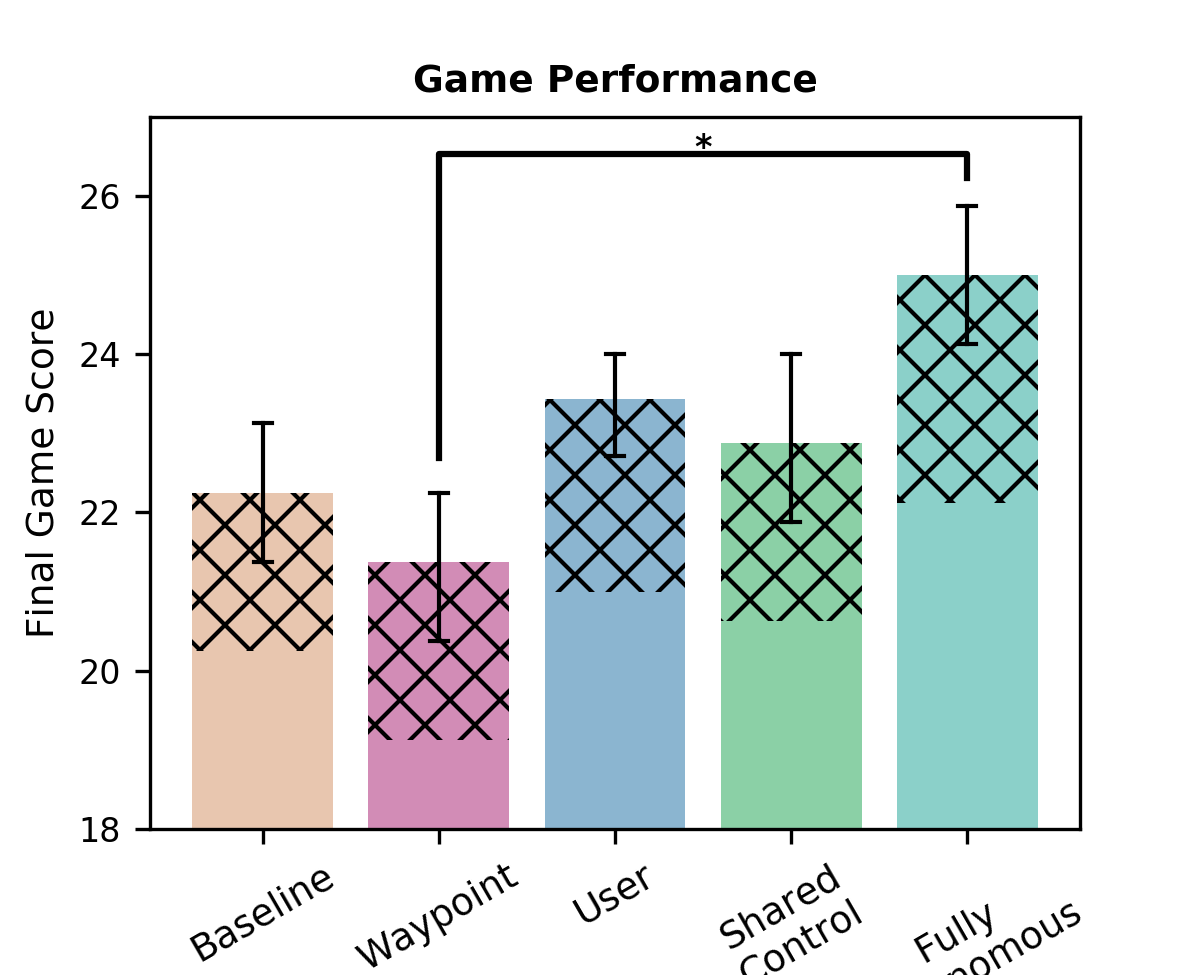 Game Performance
*
Final Game Score
26
24
22
20
18
Baseline
Waypoint
User
Shared
Control
Fully